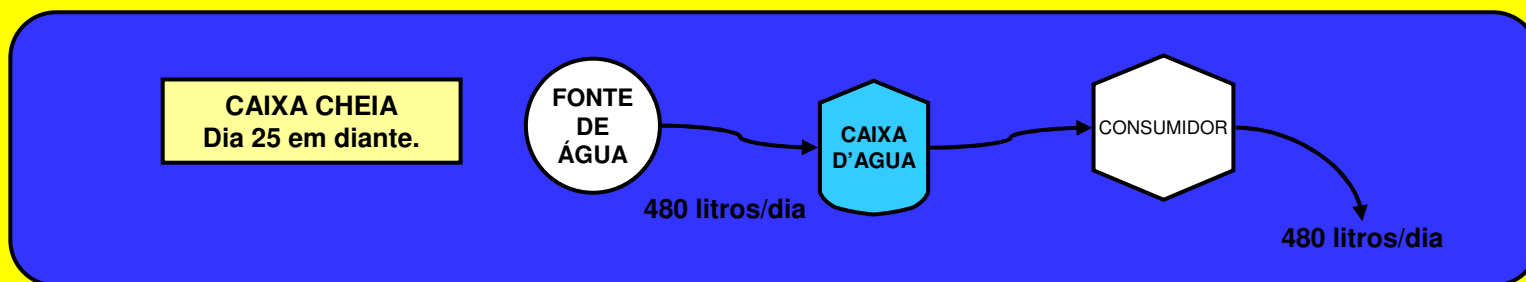 CAIXA CHEIA
Dia 25 em diante.
FONTE
DE
ÁGUA
480 litros/dia
CAIXA
D'AGUA
CONSUMIDOR
480 litros/dia